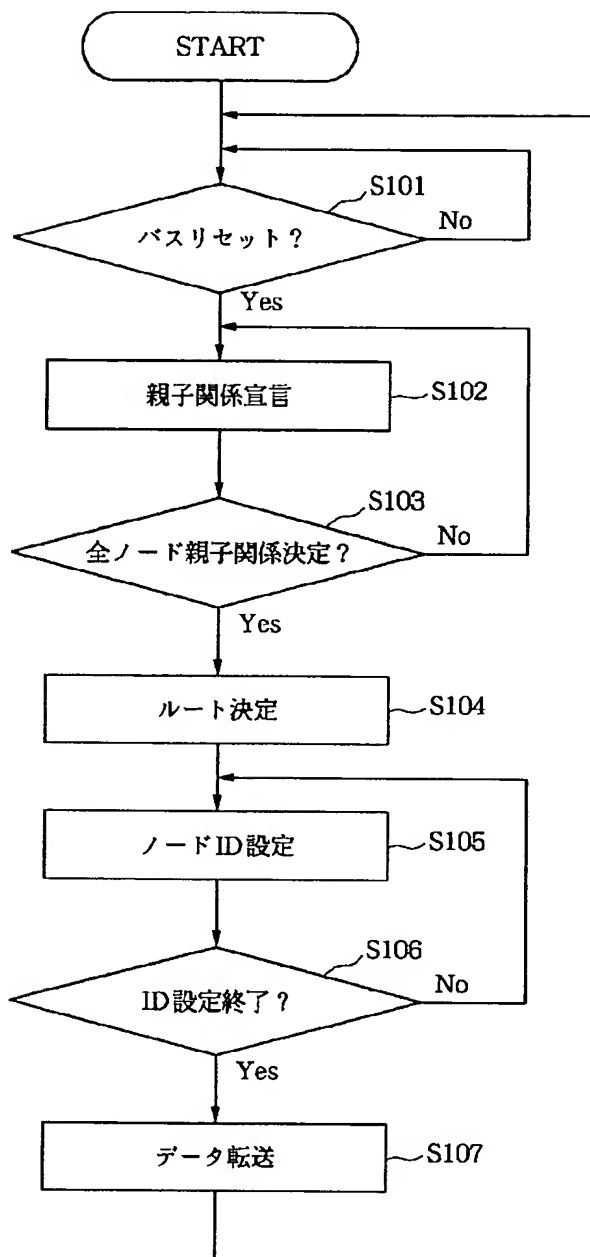 START
S101
バスリセット？
No
Yes
親子関係宣言
S102
S103
全ノード親子関係決定？
No
Yes
ルート決定
S104
ノードID設定
S105
S106
ID設定終了？
No
Yes
データ転送
S107